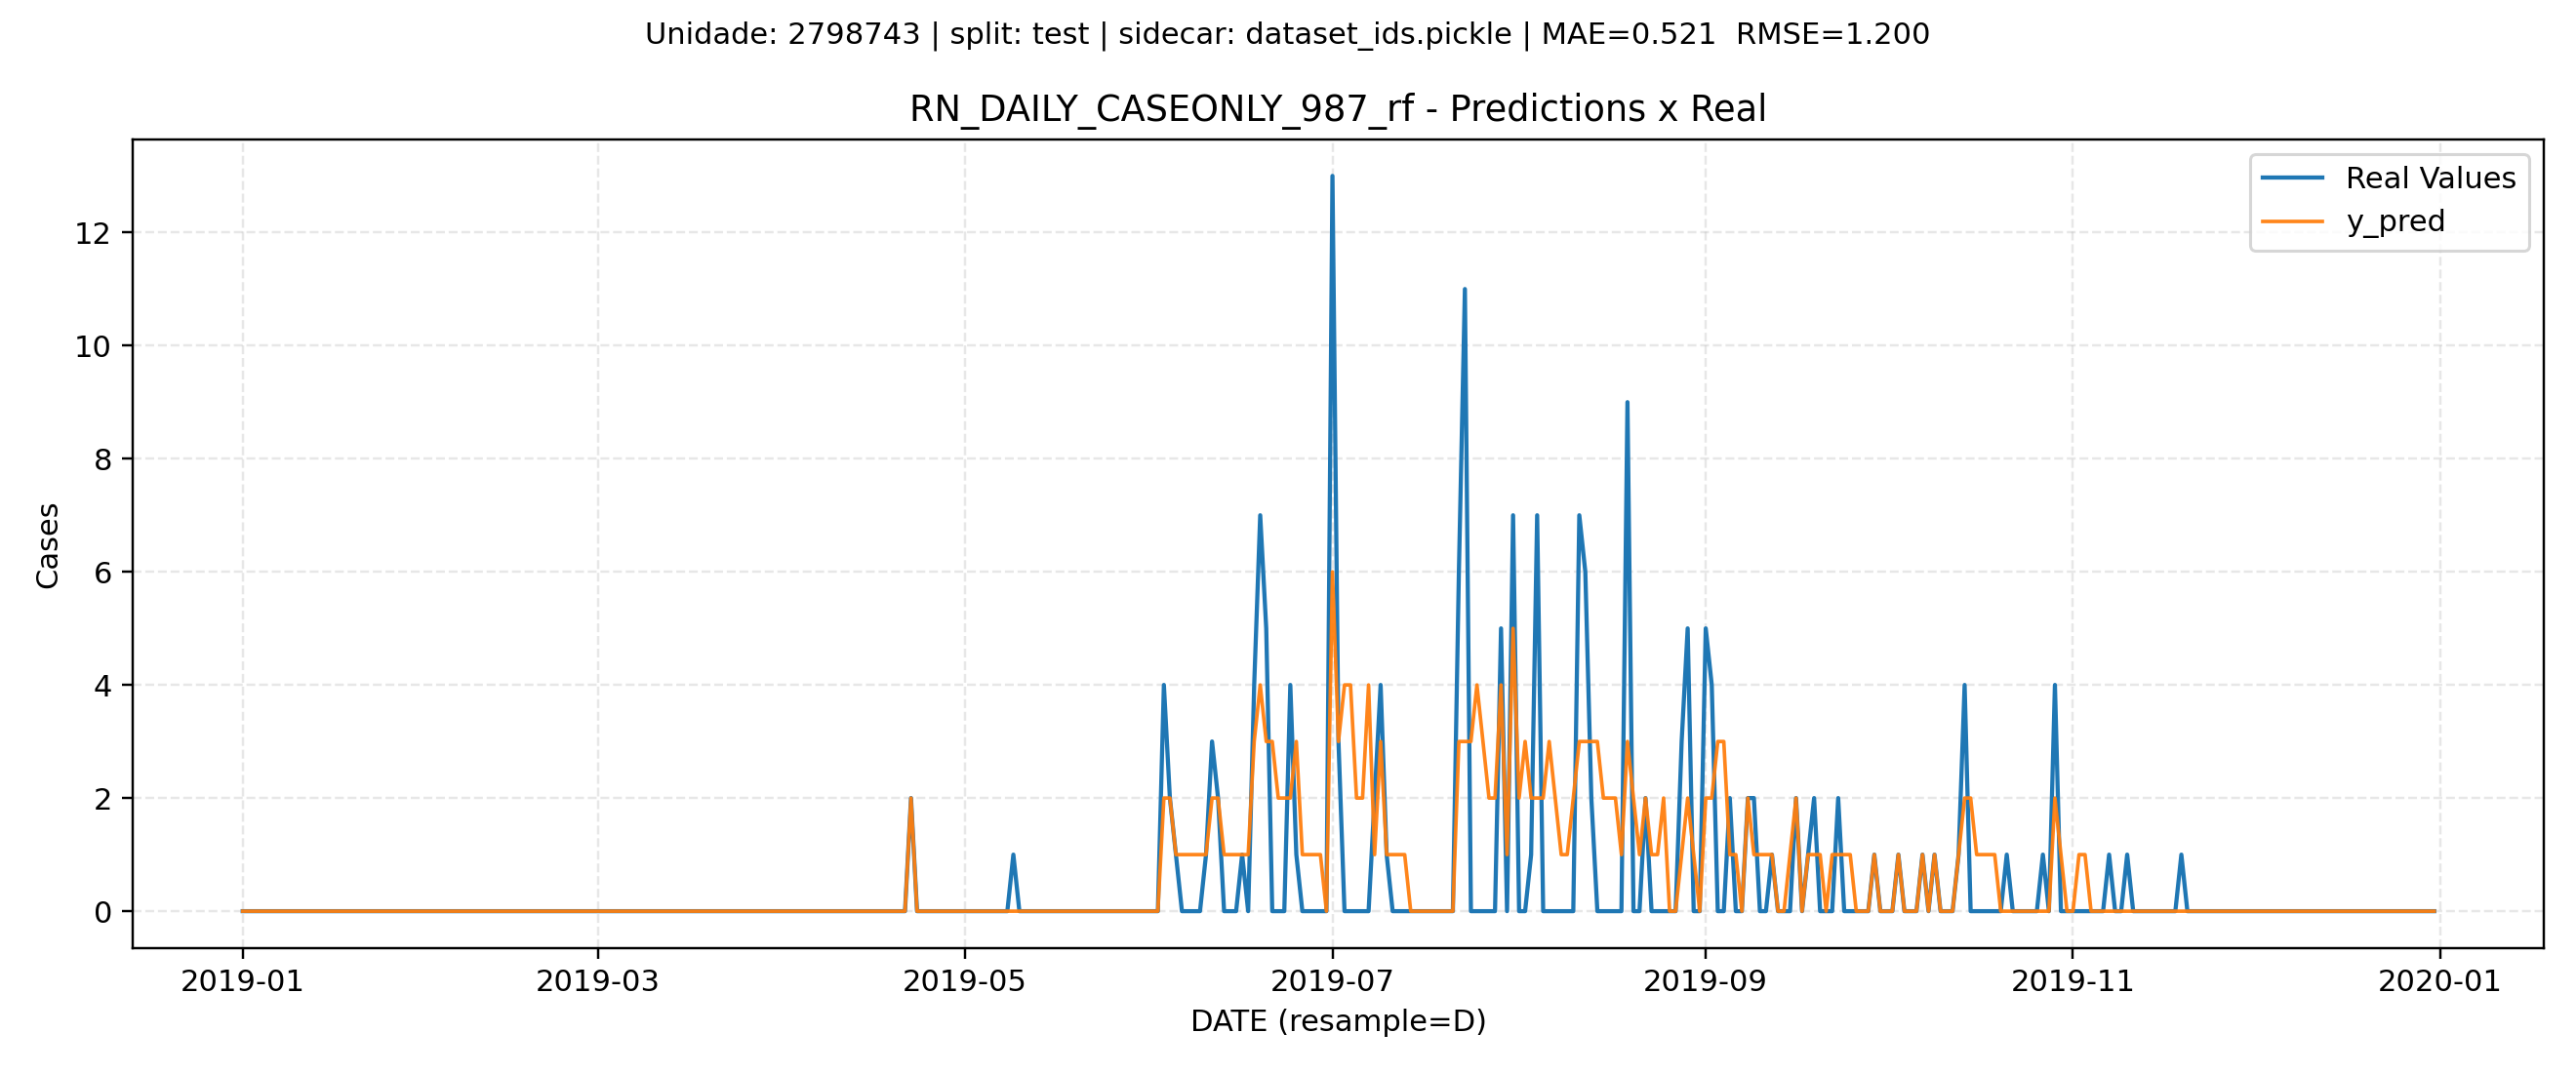 Unidade: 2798743 | split: test | sidecar: dataset_ids.pickle | MAE=0.521  RMSE=1.200
RN_DAILY_CASEONLY_987_rf - Predictions x Real
Real Values
y_pred
12
10
8
6
4
2
0
Cases
2019-01
2019-03
2019-05
2019-07
2019-09
2019-11
2020-01
DATE (resample=D)